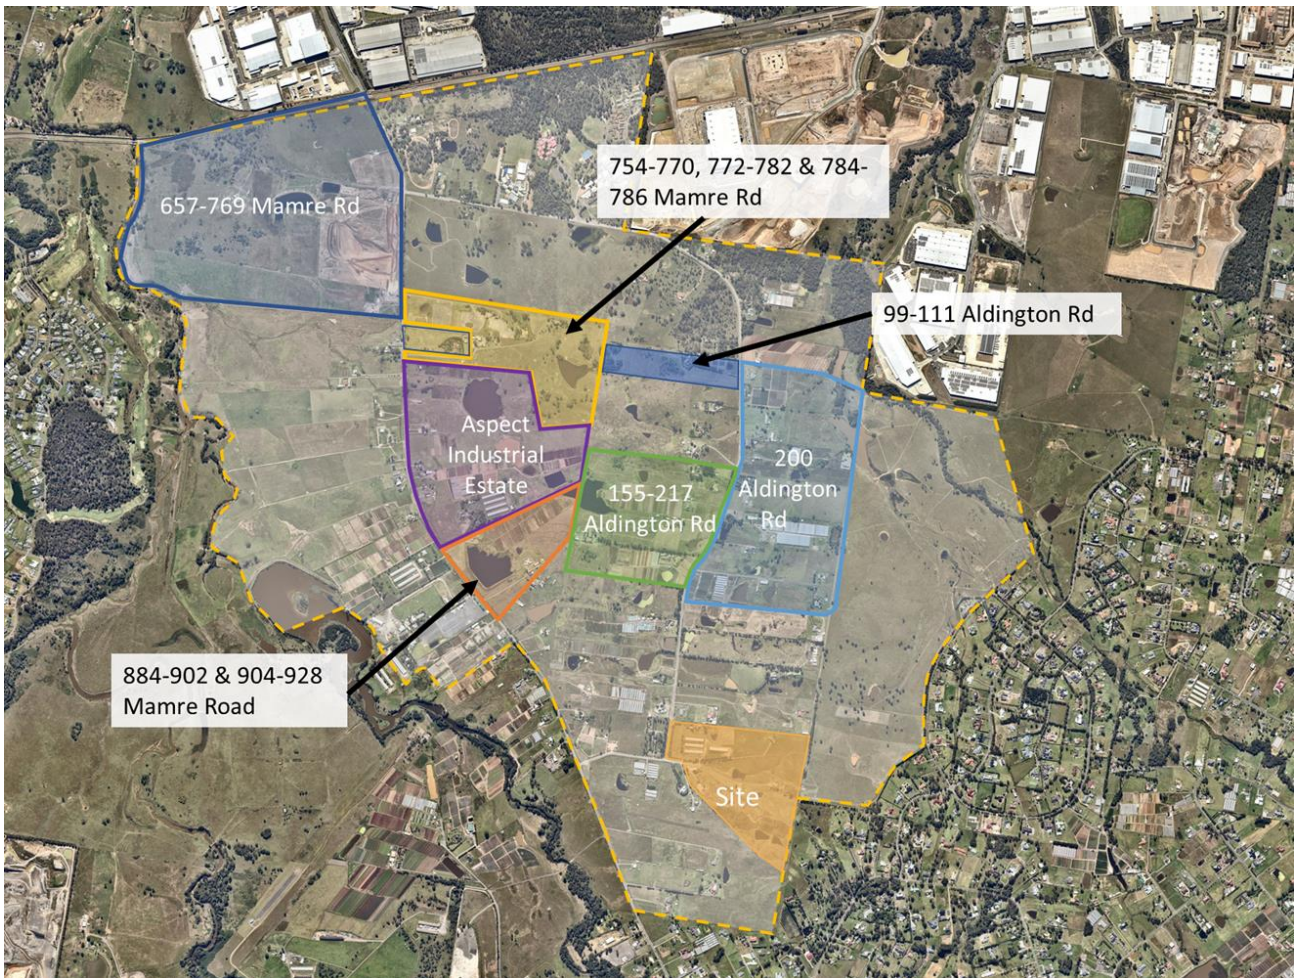 754-770, 772-782 & 784-
786 Mamre Rd
657-769 Mamre Rd
99-111 Aldington Rd
Aspect
Industrial
Estate
155-217
Aldington Rd
200
Aldington
Rd
884-902 & 904-928
Mamre Road
Site